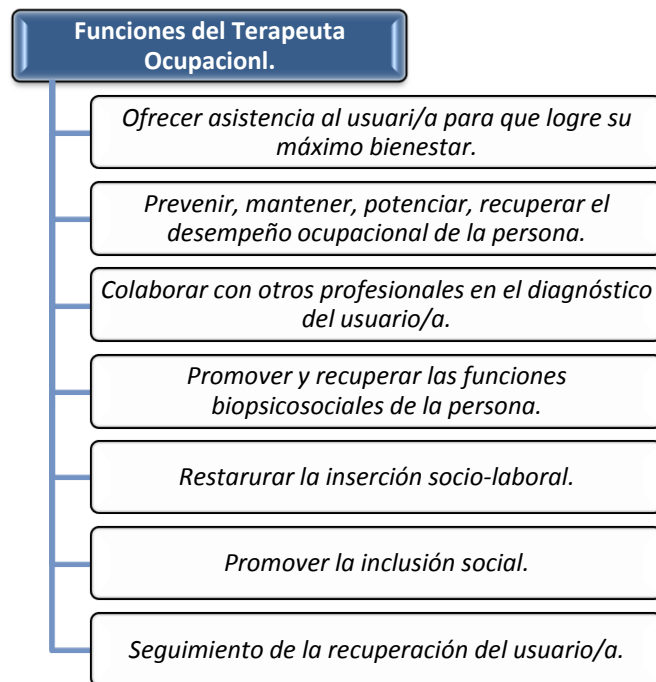 Funciones del Terapeuta
Ocupacionl.
Ofrecer asistencia al usuari/a para que logre su
máximo bienestar.
Prevenir, mantener, potenciar, recuperar el
desempeño ocupacional de la persona.
Colaborar con otros profesionales en el diagnóstico
del usuario/a.
Promover y recuperar las funciones
biopsicosociales de la persona.
Restarurar la inserción socio-laboral.
Promover la inclusión social.
Seguimiento de la recuperación del usuario/a.